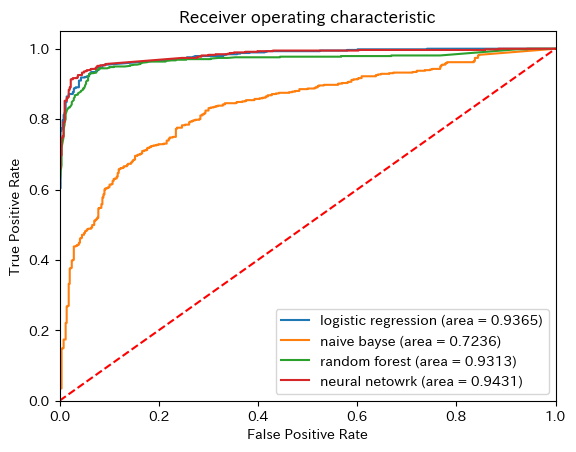 Receiver operating characteristic
1.0
0.8
0.6
0.4
0.2
0.0
True Positive Rate
logistic regression (area = 0.9365)
naive bayse (area = 0.7236)
random forest (area = 0.9313)
neural netowrk (area = 0.9431)
0.0 0.2 0.4 0.6 0.8 1.0
False Positive Rate